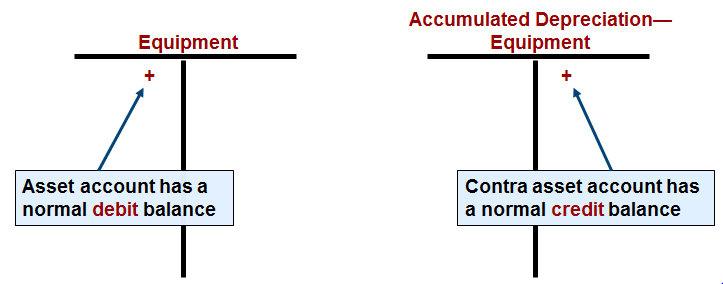 Equipment
+
Asset account has a
normal debit balance
Accumulated Depreciation—
Equipment
+
Contra asset account has
a normal credit balance